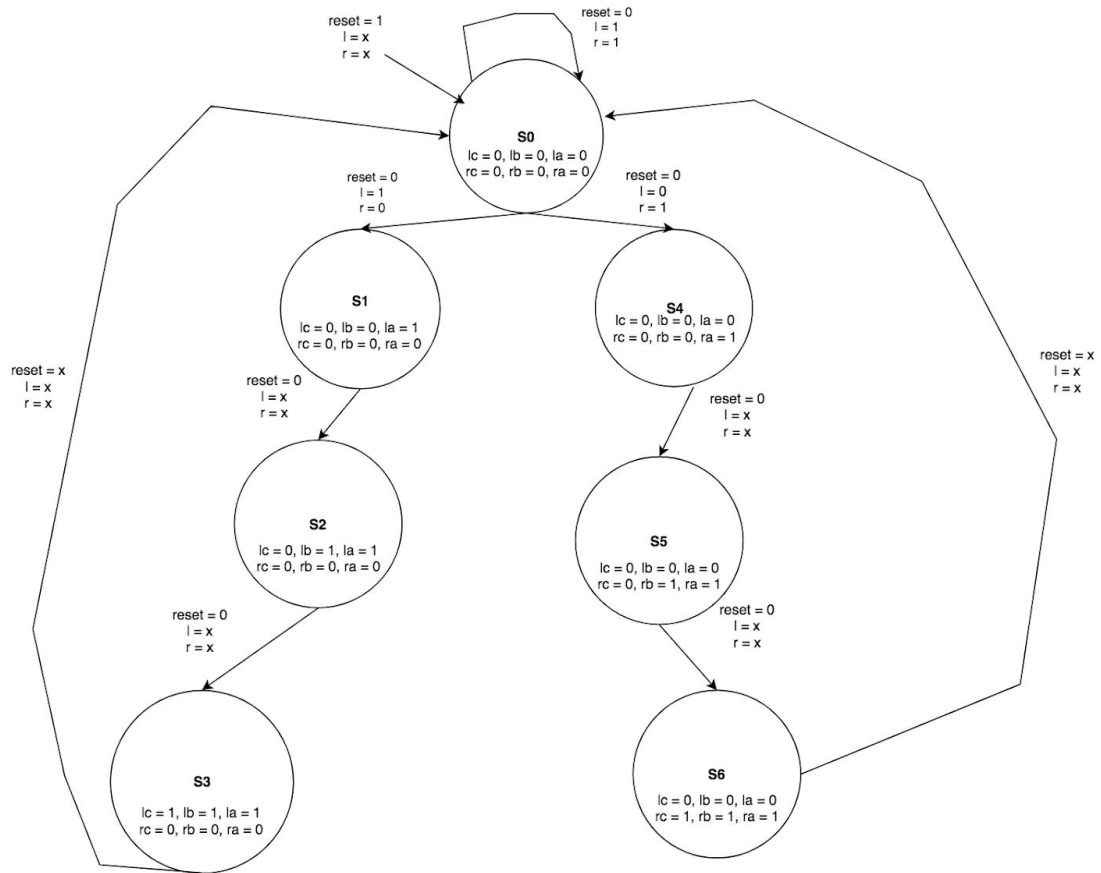 reset = 1
l = x
r = x
reset = 0
l = 1
r = 1
S0
lc = 0, lb = 0, la = 0
rc = 0, rb = 0, ra = 0
reset = 0
l = 1
r = 0
reset = 0
l = 0
r = 1
S1
lc = 0, lb = 0, la = 1
rc = 0, rb = 0, ra = 0
S4
lc = 0, lb = 0, la = 0
rc = 0, rb = 0, ra = 1
reset = x
l = x
r = x
reset = 0
l = x
r = x
reset = 0
l = x
r = x
reset = x
l = x
r = x
S2
lc = 0, lb = 1, la = 1
rc = 0, rb = 0, ra = 0
S5
lc = 0, lb = 0, la = 0
rc = 0, rb = 1, ra = 1
reset = 0
l = x
r = x
reset = 0
l = x
r = x
S3
lc = 1, lb = 1, la = 1
rc = 0, rb = 0, ra = 0
S6
lc = 0, lb = 0, la = 0
rc = 1, rb = 1, ra = 1